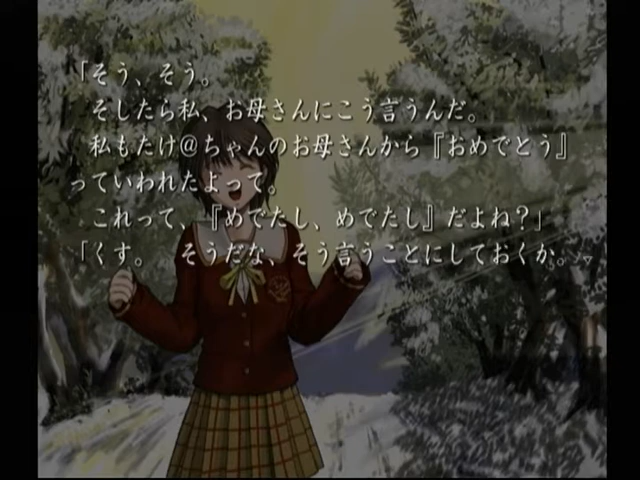 「そう、そう。
そしたら私、お母さんにこう言うんだ。
私もたけ＠ちゃんのお母さんから『おめでとう』
っていわれたよって。
これって、『めでたし、めでたし』だよね？」
「くす。　そうだな、そう言うことにしておくか。